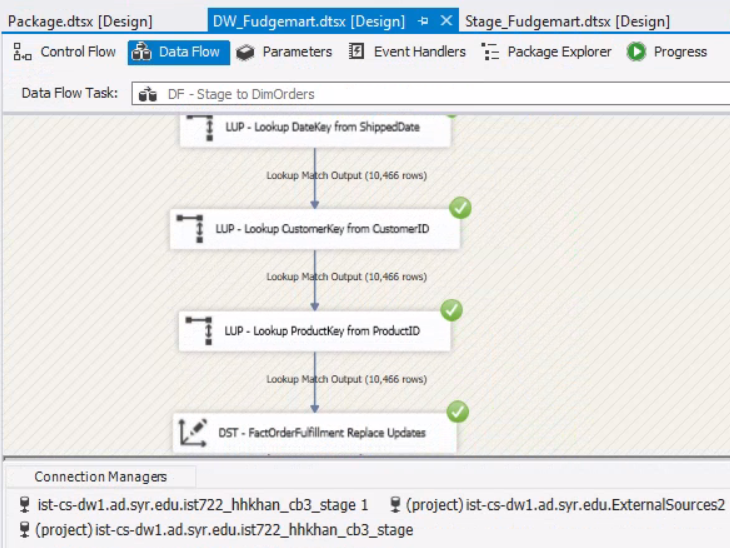 Package.dtsx [Design] DW_Fudgemart.dtsx [Design] Stage_Fudgemart.dtsx [Design]
Control Flow Data Flow Parameters Event Handlers Package Explorer Progress
Data Flow Task: DF - Stage to DimOrders
LUP - Lookup DateKey from ShippedDate
Lookup Match Output (10,466 rows)
LUP - Lookup CustomerKey from CustomerID
Lookup Match Output (10,466 rows)
LUP - Lookup ProductKey from ProductID
Lookup Match Output (10,466 rows)
DST - FactOrderFulfillment Replace Updates
Connection Managers
ist-cs-dw1.ad.syr.edu.ist722_hhkhan_cb3_stage 1 (project) ist-cs-dw1.ad.syr.edu.ExternalSources2
(project) ist-cs-dw1.ad.syr.edu.ist722_hhkhan_cb3_stage